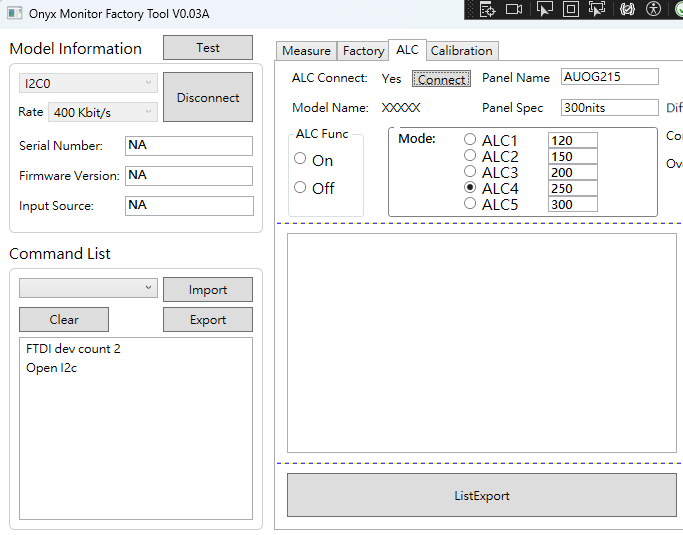 Onyx Monitor Factory Tool V0.03A
Model Information
Test
I2C0
Disconnect
Rate 400 Kbit/s
Serial Number: NA
Firmware Version: NA
Input Source: NA
Command List
Import
Clear
Export
FTDI dev count 2
Open I2c
Measure Factory ALC Calibration
ALC Connect: Yes Connect Panel Name AUOG215
Model Name: XXXXX Panel Spec 300nits Dif
ALC Func
On
Off
Mode:
ALC1 120
ALC2 150
ALC3 200
ALC4 250
ALC5 300
Co
Ov
ListExport